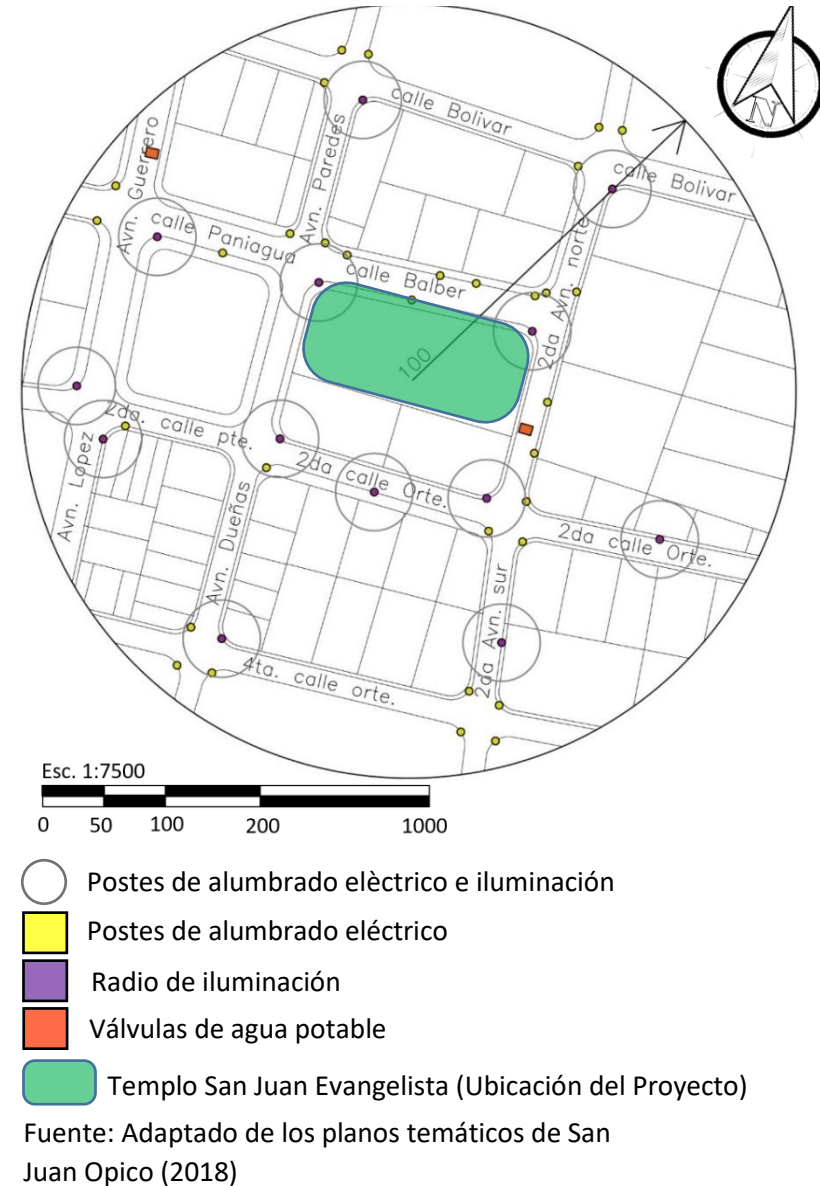 calle Bolivar
N
calle Bolivar
Avn. Guerrero
Avn. Paredes
calle Paniagua
calle Balber
2da Avn. norte
100
2da. calle pte.
2da calle Orte.
Avn. Lopez
Avn. Dueñas
2da calle Orte.
2da Avn. sur
4ta. calle orte.
Esc. 1:7500
0 50 100 200 1000
Postes de alumbrado elèctrico e iluminación
Postes de alumbrado eléctrico
Radio de iluminación
Válvulas de agua potable
Templo San Juan Evangelista (Ubicación del Proyecto)
Fuente: Adaptado de los planos temáticos de San
Juan Opico (2018)